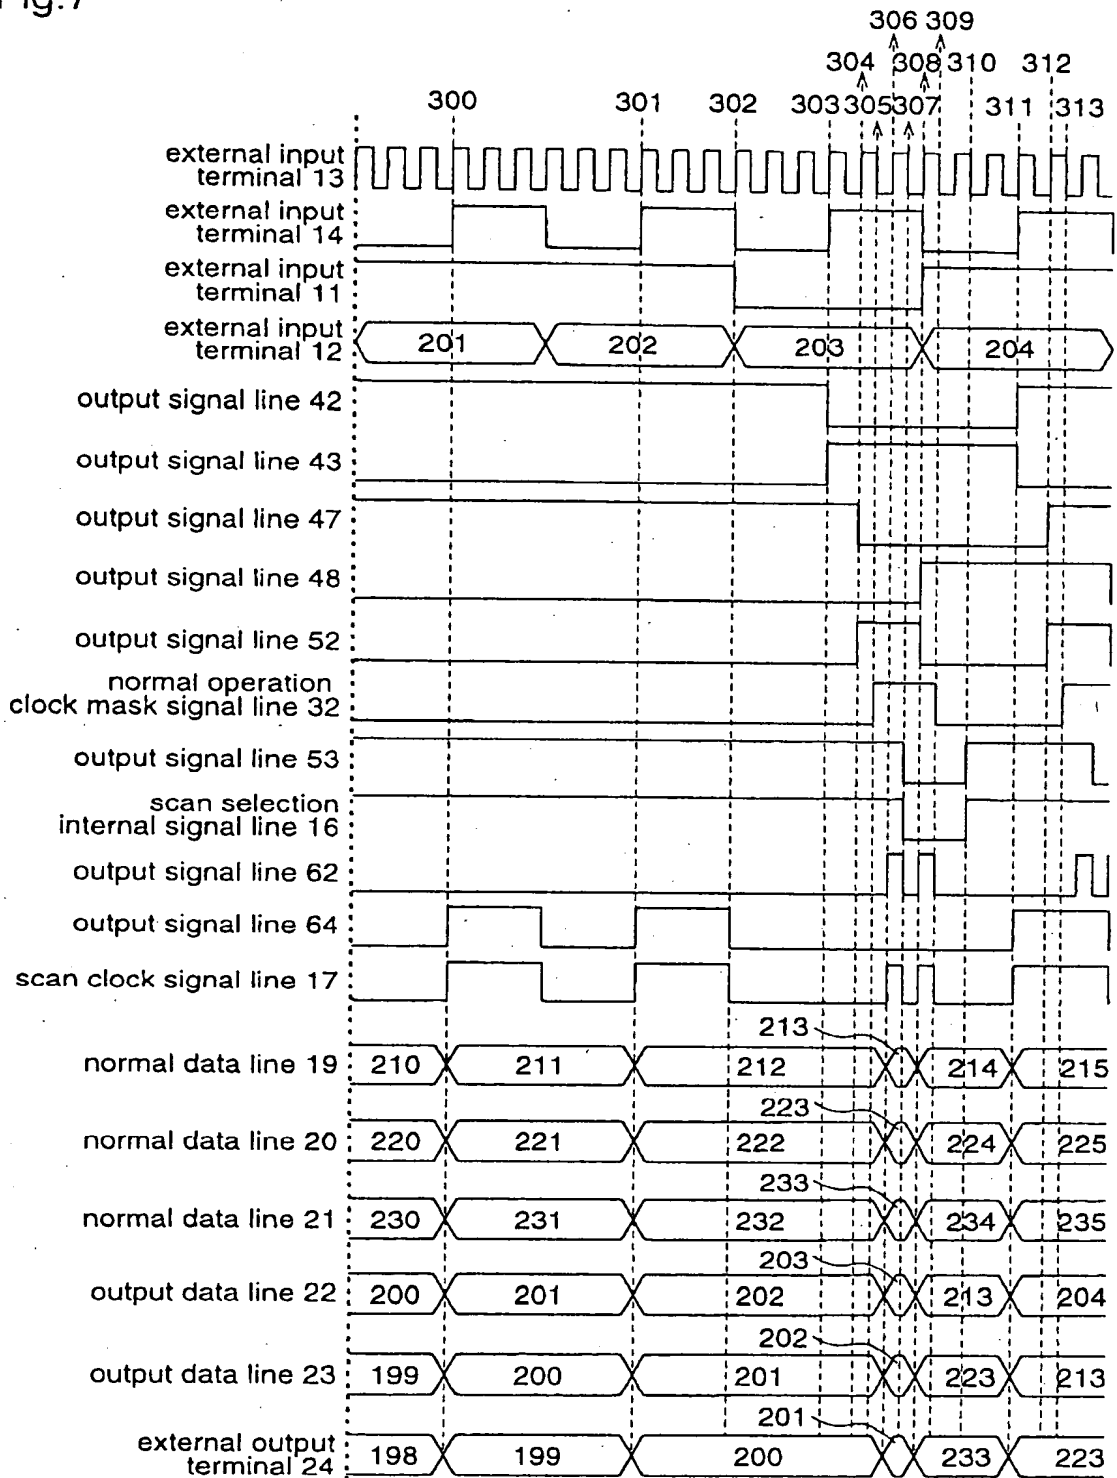 Fig.7
306 309
304 308 310 312
300 301 302 303 305 307 311 313
external input
terminal 13
external input
terminal 14
external input
terminal 11
external input
terminal 12
201 202 203 204
output signal line 42
output signal line 43
output signal line 47
output signal line 48
output signal line 52
normal operation
clock mask signal line 32
output signal line 53
scan selection
internal signal line 16
output signal line 62
output signal line 64
scan clock signal line 17
213
normal data line 19 210 211 212 214 215
223
normal data line 20 220 221 222 224 225
233
normal data line 21 230 231 232 234 235
203
output data line 22 200 201 202 213 204
202
output data line 23 199 200 201 223 213
201
external output
terminal 24
198 199 200 233 223